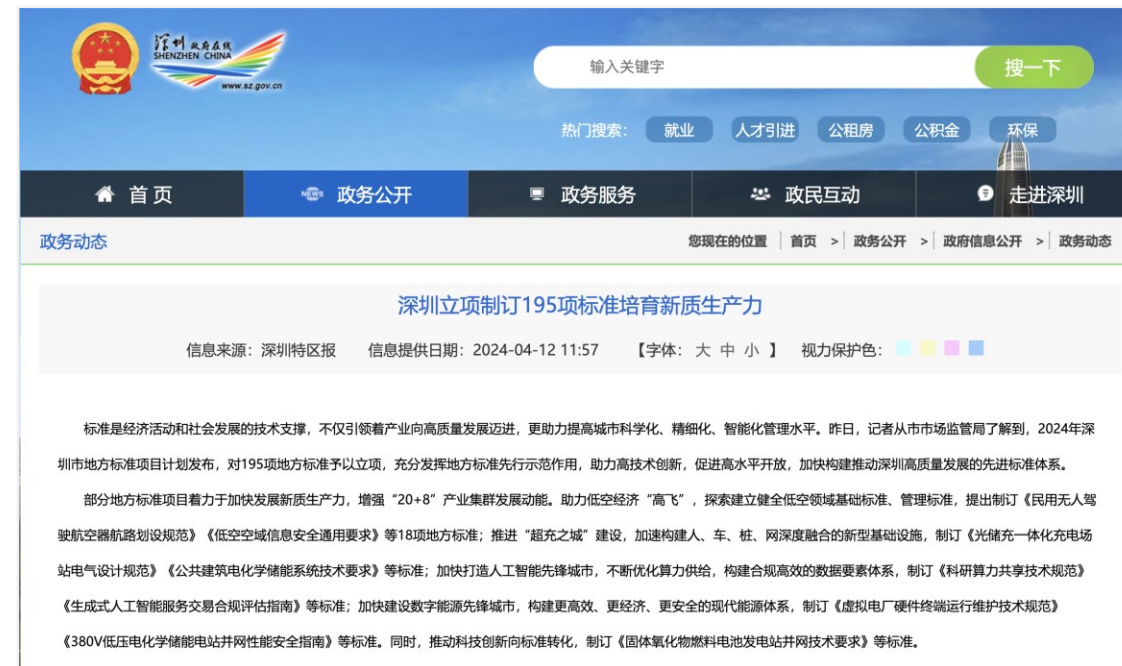 深圳政府在线
SHENZHEN CHINA
www.sz.gov.cn
输入关键字
搜一下
热门搜索： 就业 人才引进 公租房 公积金 环保
首页 NEWS 政务公开 政务服务 政民互动 走进深圳
政务动态
您现在的位置 首页 > 政务公开 > 政府信息公开 > 政务动态
深圳立项制订195项标准培育新质生产力
信息来源：深圳特区报 信息提供日期：2024-04-12 11:57 【字体：大 中 小 】 视力保护色：
标准是经济活动和社会发展的技术支撑，不仅引领着产业向高质量发展迈进，更助力提高城市科学化、精细化、智能化管理水平。昨日，记者从市市场监管局了解到，2024年深
圳市地方标准项目计划发布，对195项地方标准予以立项，充分发挥地方标准先行示范作用，助力高技术创新，促进高水平开放，加快构建推动深圳高质量发展的先进标准体系。
部分地方标准项目着力于加快发展新质生产力，增强“20+8”产业集群发展动能。助力低空经济“高飞”，探索建立健全低空领域基础标准、管理标准，提出制订《民用无人驾
驶航空器航路划设规范》《低空空域信息安全通用要求》等18项地方标准；推进“超充之城”建设，加速构建人、车、桩、网深度融合的新型基础设施，制订《光储充一体化充电场
站电气设计规范》《公共建筑电化学储能系统技术要求》等标准；加快打造人工智能先锋城市，不断优化算力供给，构建合规高效的数据要素体系，制订《科研算力共享技术规范》
《生成式人工智能服务交易合规评估指南》等标准；加快建设数字能源先锋城市，构建更高效、更经济、更安全的现代能源体系，制订《虚拟电厂硬件终端运行维护技术规范》
《380V低压电化学储能电站并网性能安全指南》等标准。同时，推动科技创新向标准转化，制订《固体氧化物燃料电池发电站并网技术要求》等标准。